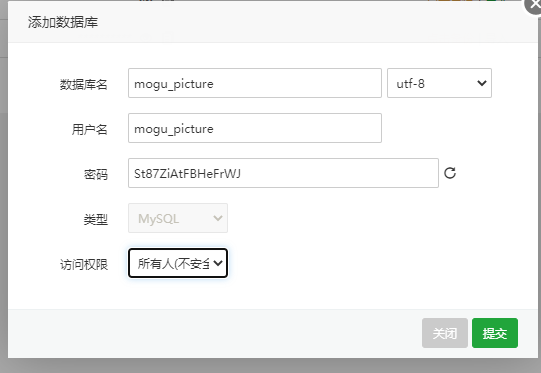 添加数据库
数据库名 mogu_picture utf-8
用户名 mogu_picture
密码 St87ZiAtFBHeFrWJ
类型 MySQL
访问权限 所有人(不安全
关闭 提交